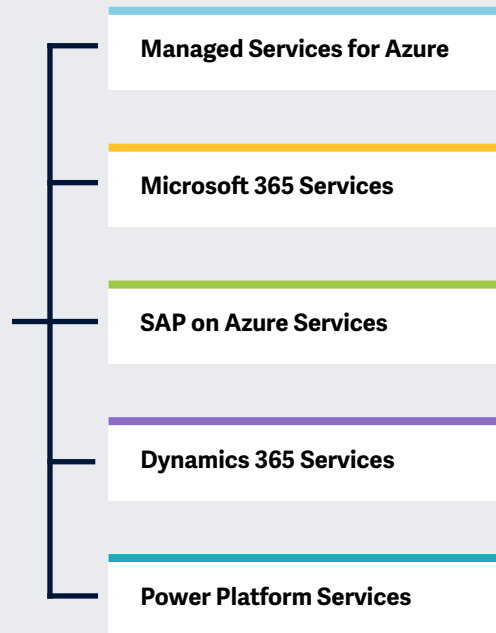 Managed Services for Azure
Microsoft 365 Services
SAP on Azure Services
Dynamics 365 Services
Power Platform Services